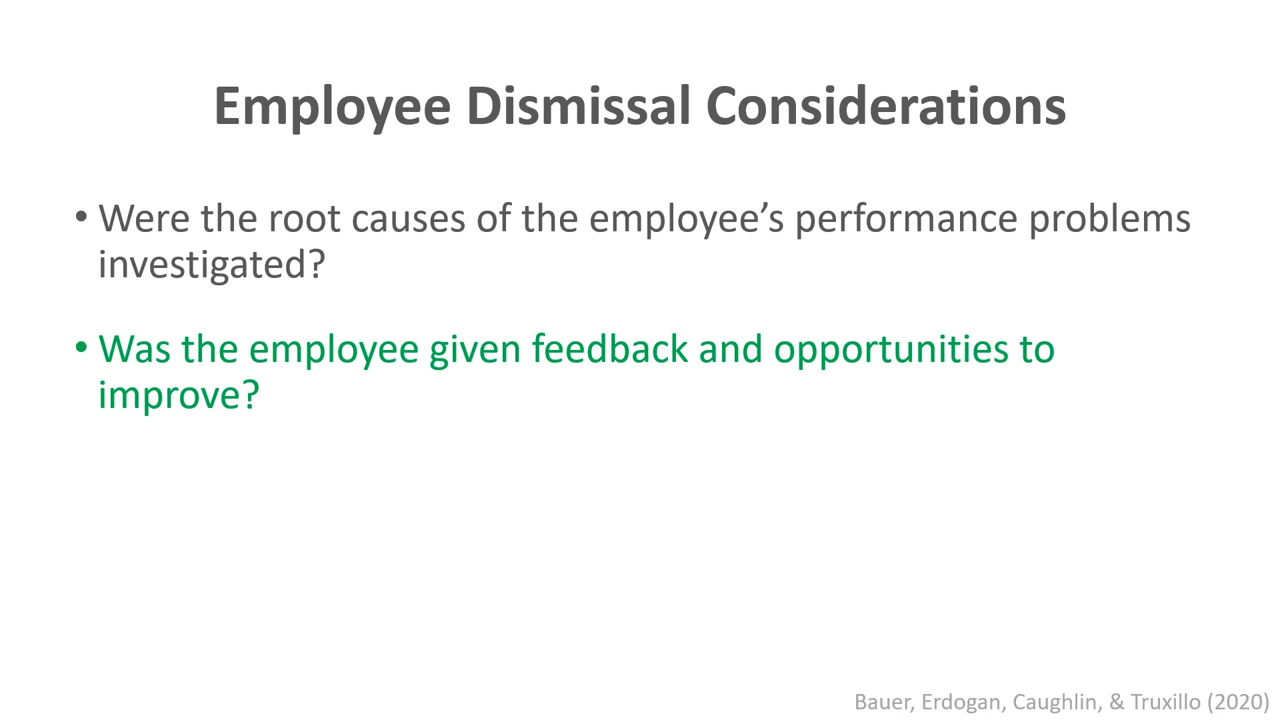 Employee Dismissal Considerations
• Were the root causes of the employee’s performance problems
investigated?
• Was the employee given feedback and opportunities to
improve?
Bauer, Erdogan, Caughlin, & Truxillo (2020)